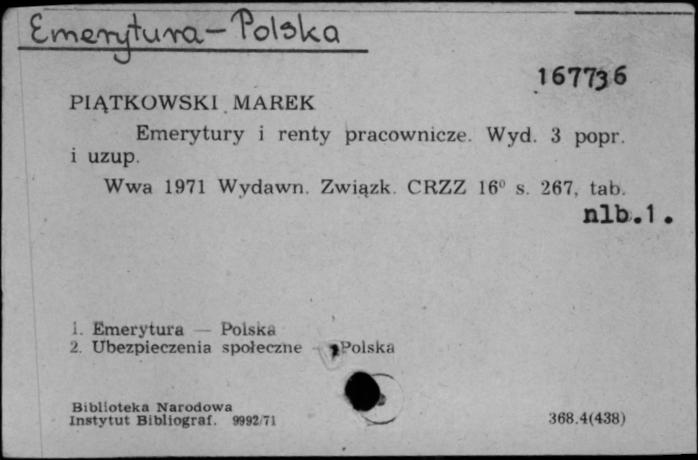 Emerytura – Polska
167736
PIĄTKOWSKI MAREK
Emerytury i renty pracownicze. Wyd. 3 popr.
i uzup.
Wwa 1971 Wydawn. Związk. CRZZ 16⁰ s. 267, tab.
nlb.1.
1. Emerytura — Polska
2. Ubezpieczenia społeczne — Polska
Biblioteka Narodowa
Instytut Bibliograf. 9992/71
368.4(438)